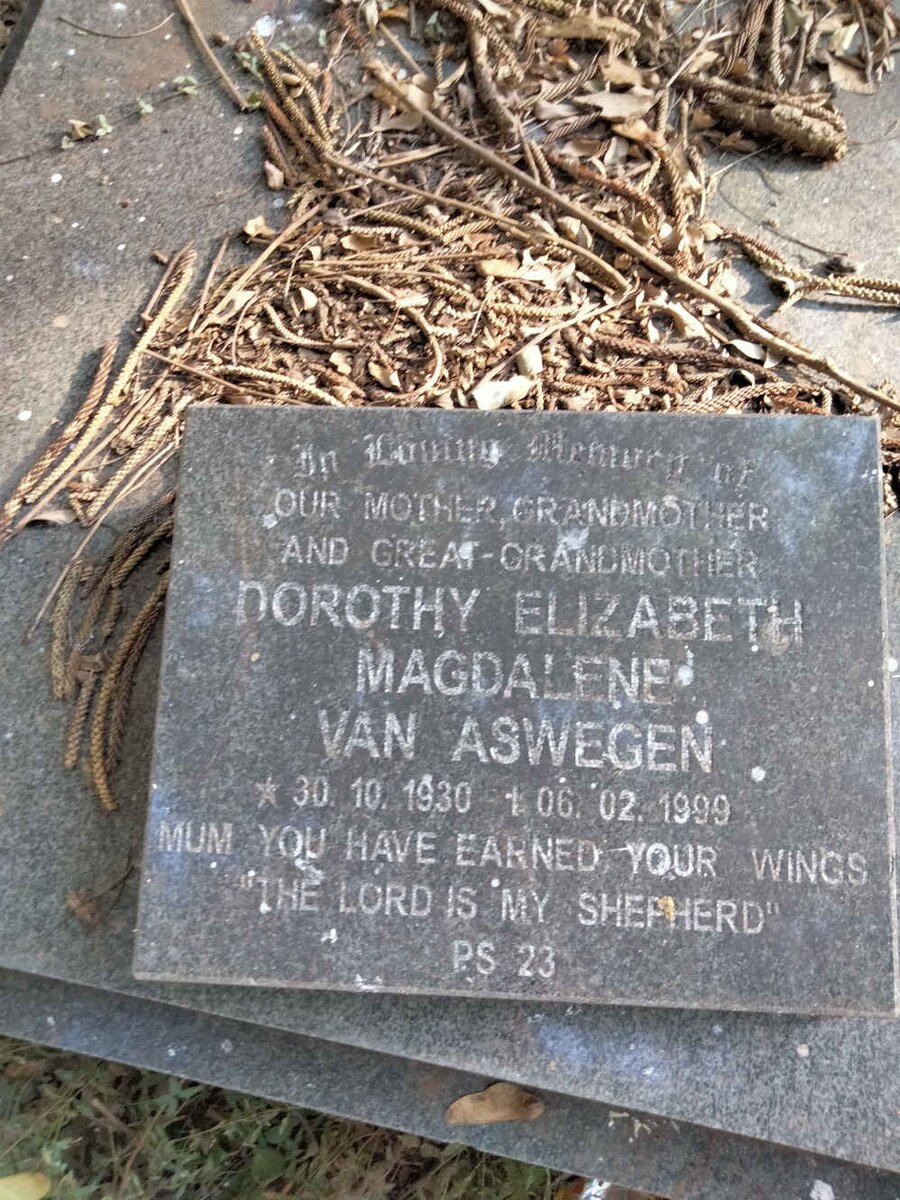 In Loving Memory of
OUR MOTHER, GRANDMOTHER
AND GREAT-GRANDMOTHER
DOROTHY ELIZABETH
MAGDALENE
VAN ASWEGEN
★ 30. 10. 1930 ✝ 06. 02. 1999
MUM YOU HAVE EARNED YOUR WINGS
"THE LORD IS MY SHEPHERD"
PS 23